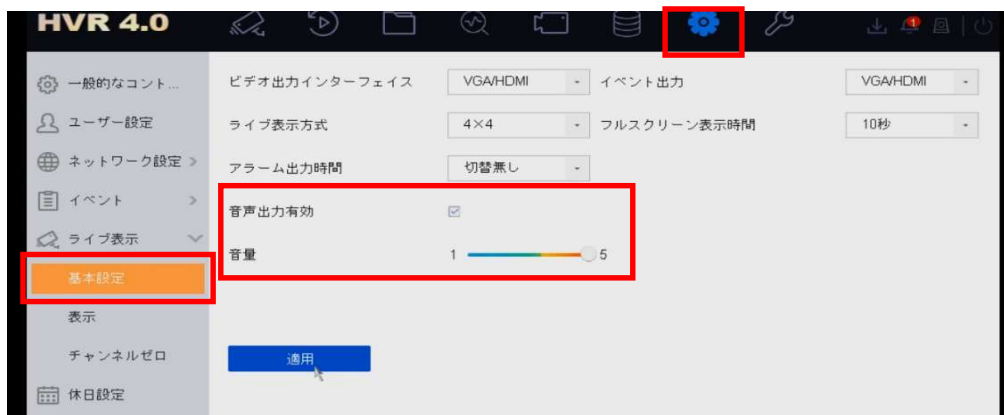 HVR 4.0
1
一般的なコント...
ユーザー設定
ネットワーク設定 >
イベント >
ライブ表示
基本設定
表示
チャンネルゼロ
休日設定
ビデオ出力インターフェイス VGA/HDMI イベント出力 VGA/HDMI
ライブ表示方式 4×4 フルスクリーン表示時間 10秒
アラーム出力時間 切替無し
音声出力有効
音量 1 5
適用